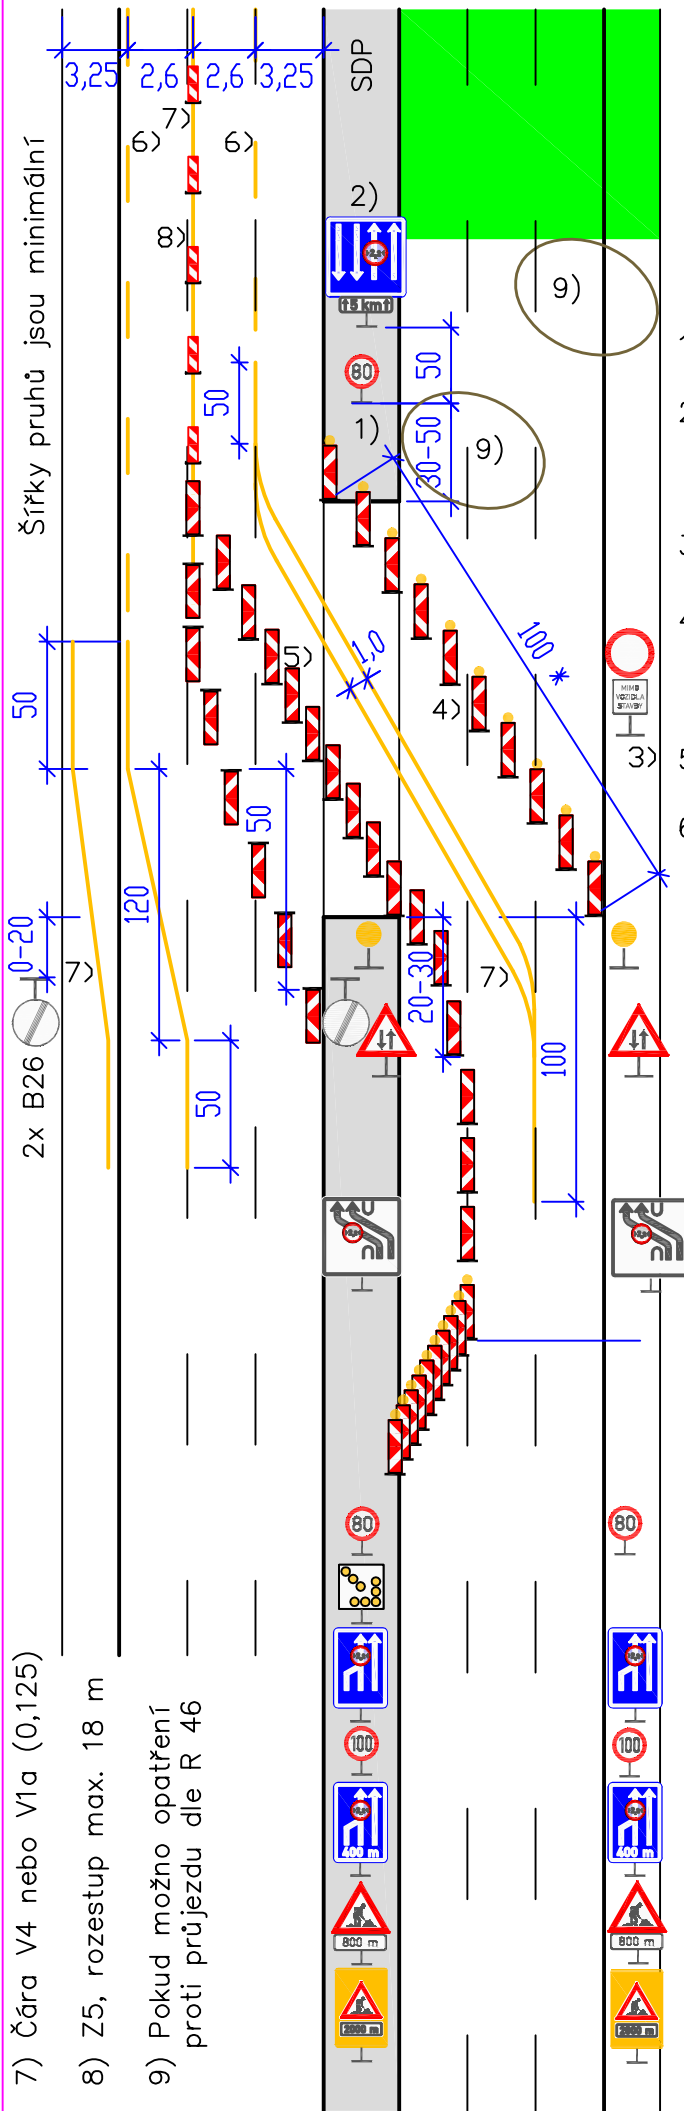 3,25
2,6
2,6
3,25
SDP
Šířky pruhů jsou minimální
6)
7)
6)
8)
2)
↑5 km↑
9)
80
50
50
1)
30-50
9)
50
5)
1,0
100 *
4)
MIMO
VOZIDLA
STAVBY
3)
50
120
0-20
7)
2x B26
20-30
7)
50
100
80
80
7) Čára V4 nebo V1a (0,125)
8) Z5, rozestup max. 18 m
9) Pokud možno opatření
proti průjezdu dle R 46
100
100
400 m
400 m
800 m
800 m
2000 m
2000 m
5
6